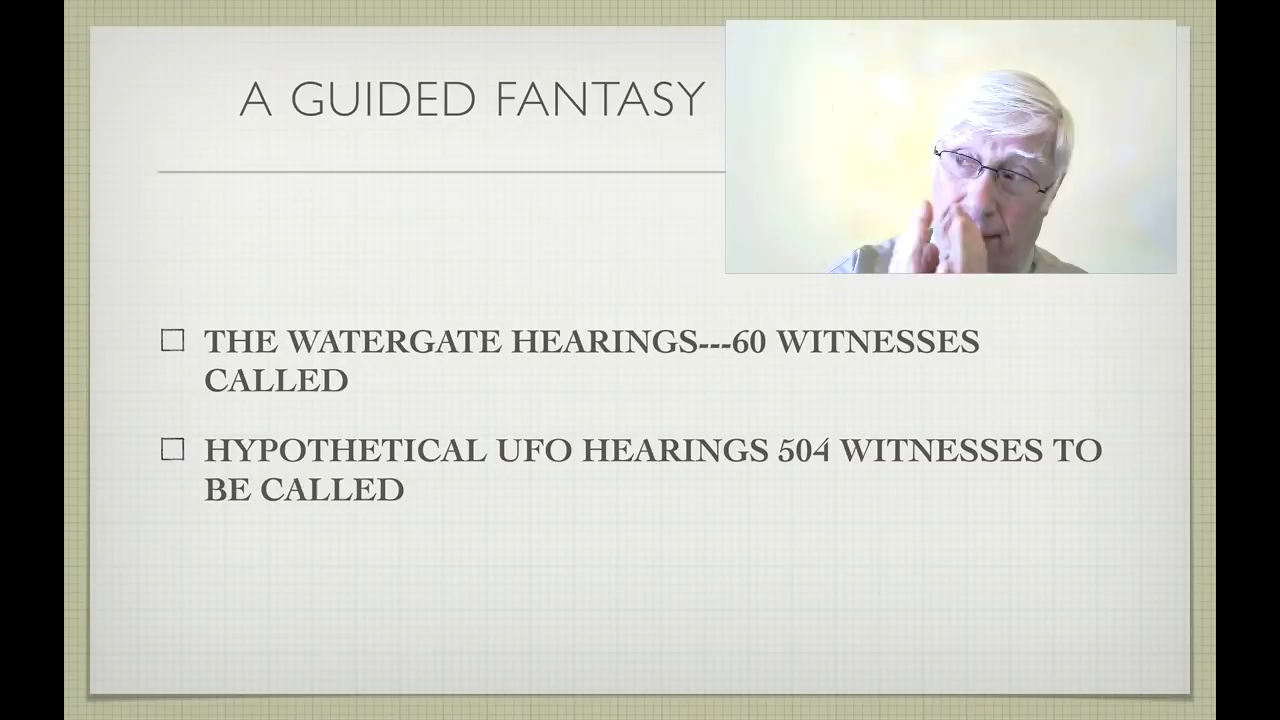 A GUIDED FANTASY
THE WATERGATE HEARINGS---60 WITNESSES
CALLED
HYPOTHETICAL UFO HEARINGS 504 WITNESSES TO
BE CALLED